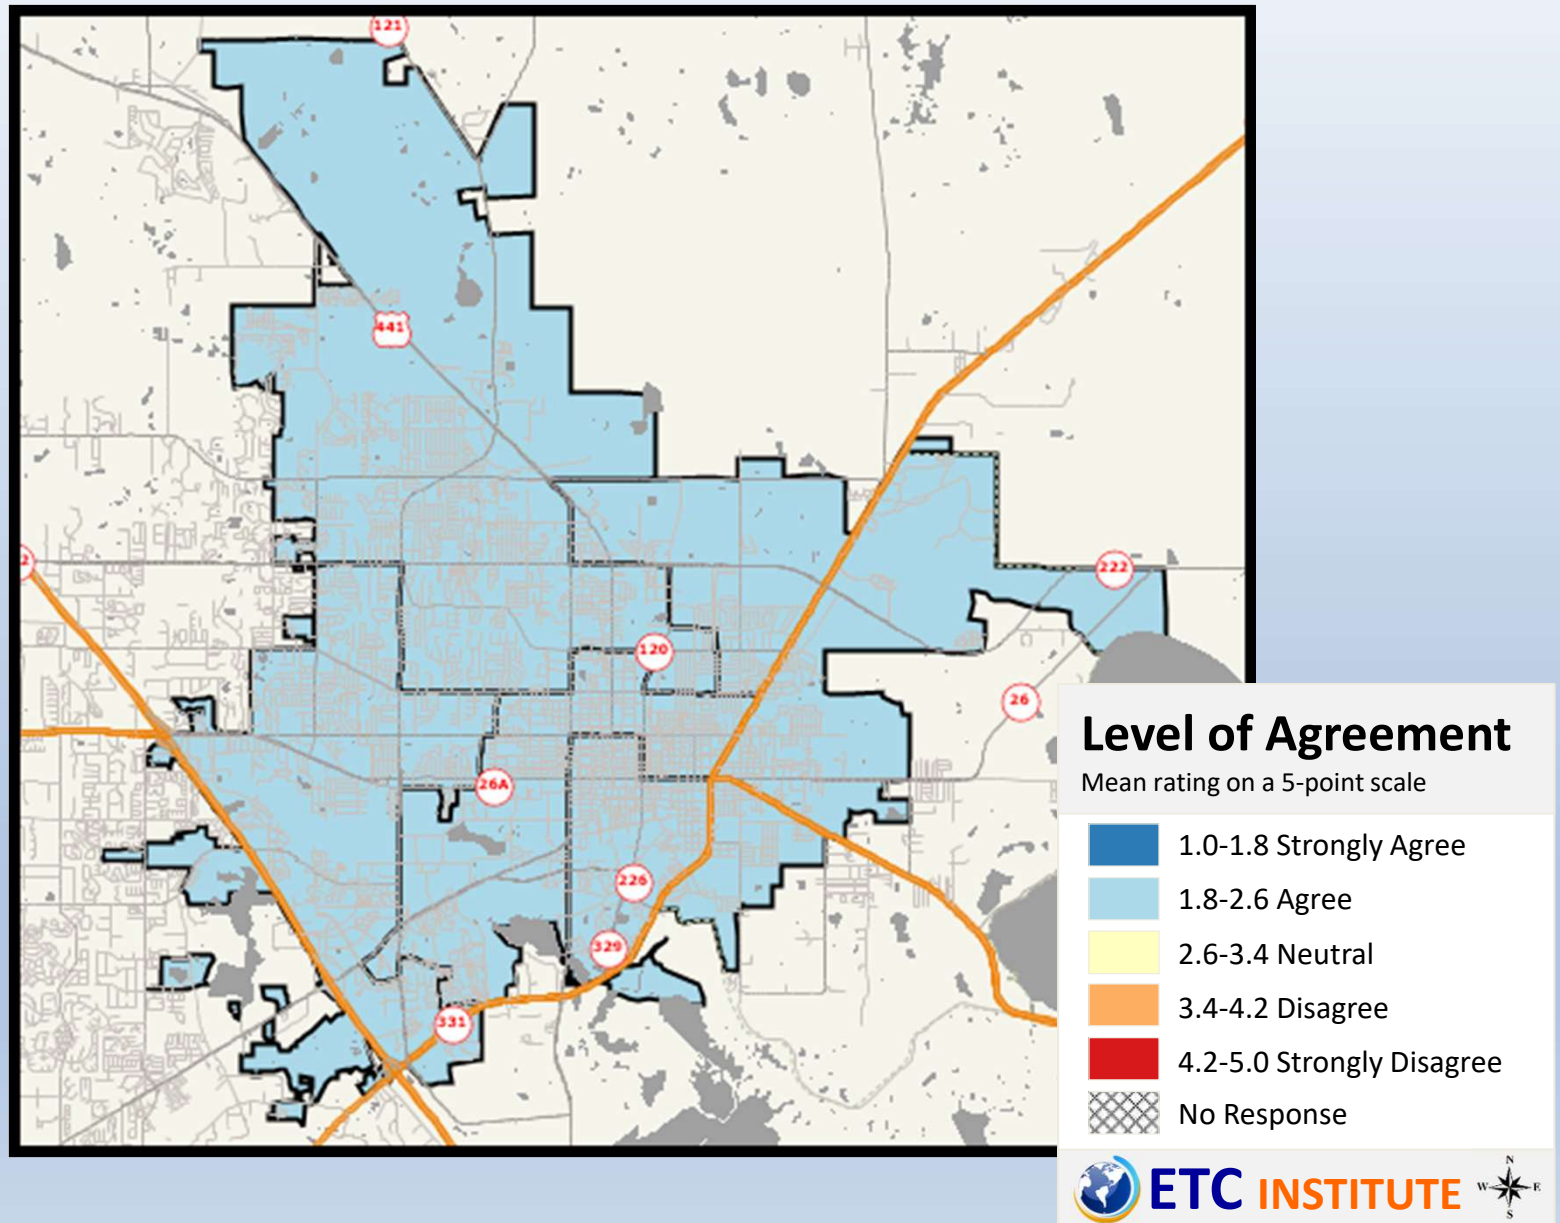 121
441
2
222
120
26
26A
226
329
331
Level of Agreement
Mean rating on a 5-point scale
1.0-1.8 Strongly Agree
1.8-2.6 Agree
2.6-3.4 Neutral
3.4-4.2 Disagree
4.2-5.0 Strongly Disagree
No Response
ETC INSTITUTE
N
W E
S